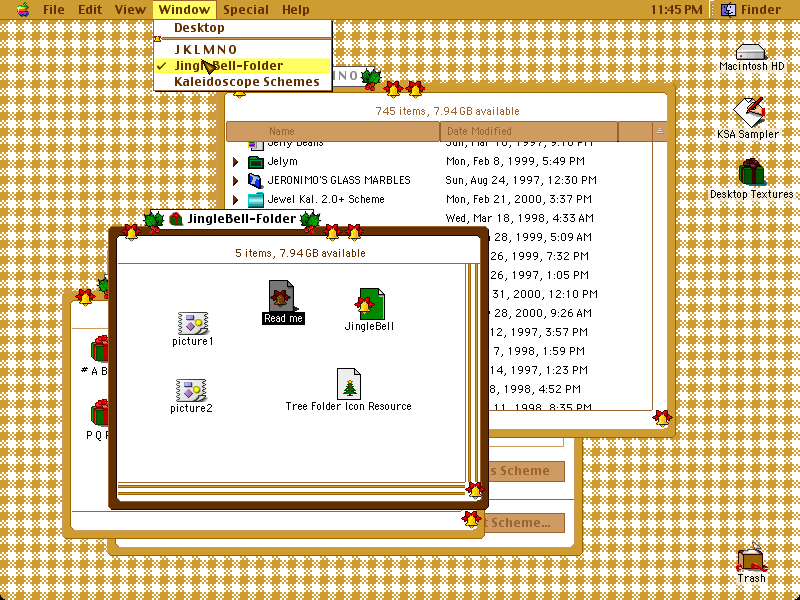 File Edit View Window Special Help 11:45 PM Finder
Desktop
J K L M N O
✓ JingleBell-Folder
Kaleidoscope Schemes
N O
Macintosh HD
KSA Sampler
Desktop Textures
Trash
745 items, 7.94GB available
Name Date Modified
Jerry Beans Sun, Mar 16, 1997, 9:10 PM
Jelym Mon, Feb 8, 1999, 5:49 PM
JERONIMO'S GLASS MARBLES Sun, Aug 24, 1997, 12:30 PM
Jewel Kal. 2.0+ Scheme Mon, Feb 21, 2000, 3:37 PM
Wed, Mar 18, 1998, 4:33 AM
28, 1999, 5:09 AM
26, 1999, 7:32 PM
26, 1997, 1:05 PM
31, 2000, 12:10 PM
28, 2000, 9:26 AM
12, 1997, 3:57 PM
7, 1998, 1:59 PM
14, 1997, 1:23 PM
8, 1998, 4:52 PM
11, 1998, 8:35 PM
JingleBell-Folder
5 items, 7.94GB available
Read me
JingleBell
picture1
picture2
Tree Folder Icon Resource
# A B
P Q R
s Scheme
Scheme...